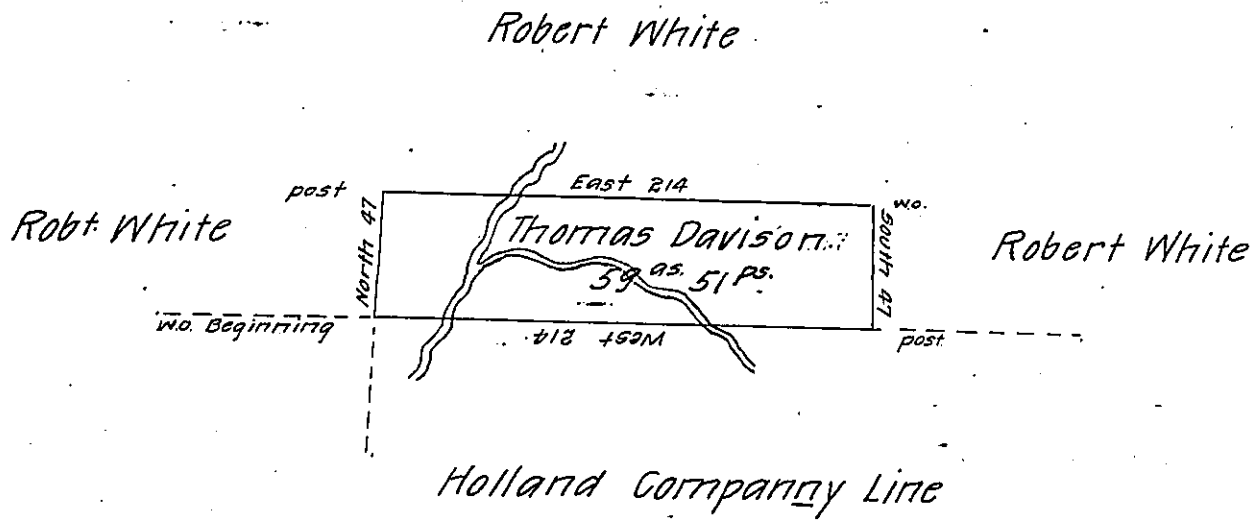 Robert White
post
East 214
w.o.
Robt. White
North 47
Thomas Davison
South 47
Robert White
59 as. 51 ps.
w.o. Beginning
West 214
post
Holland Companny Line